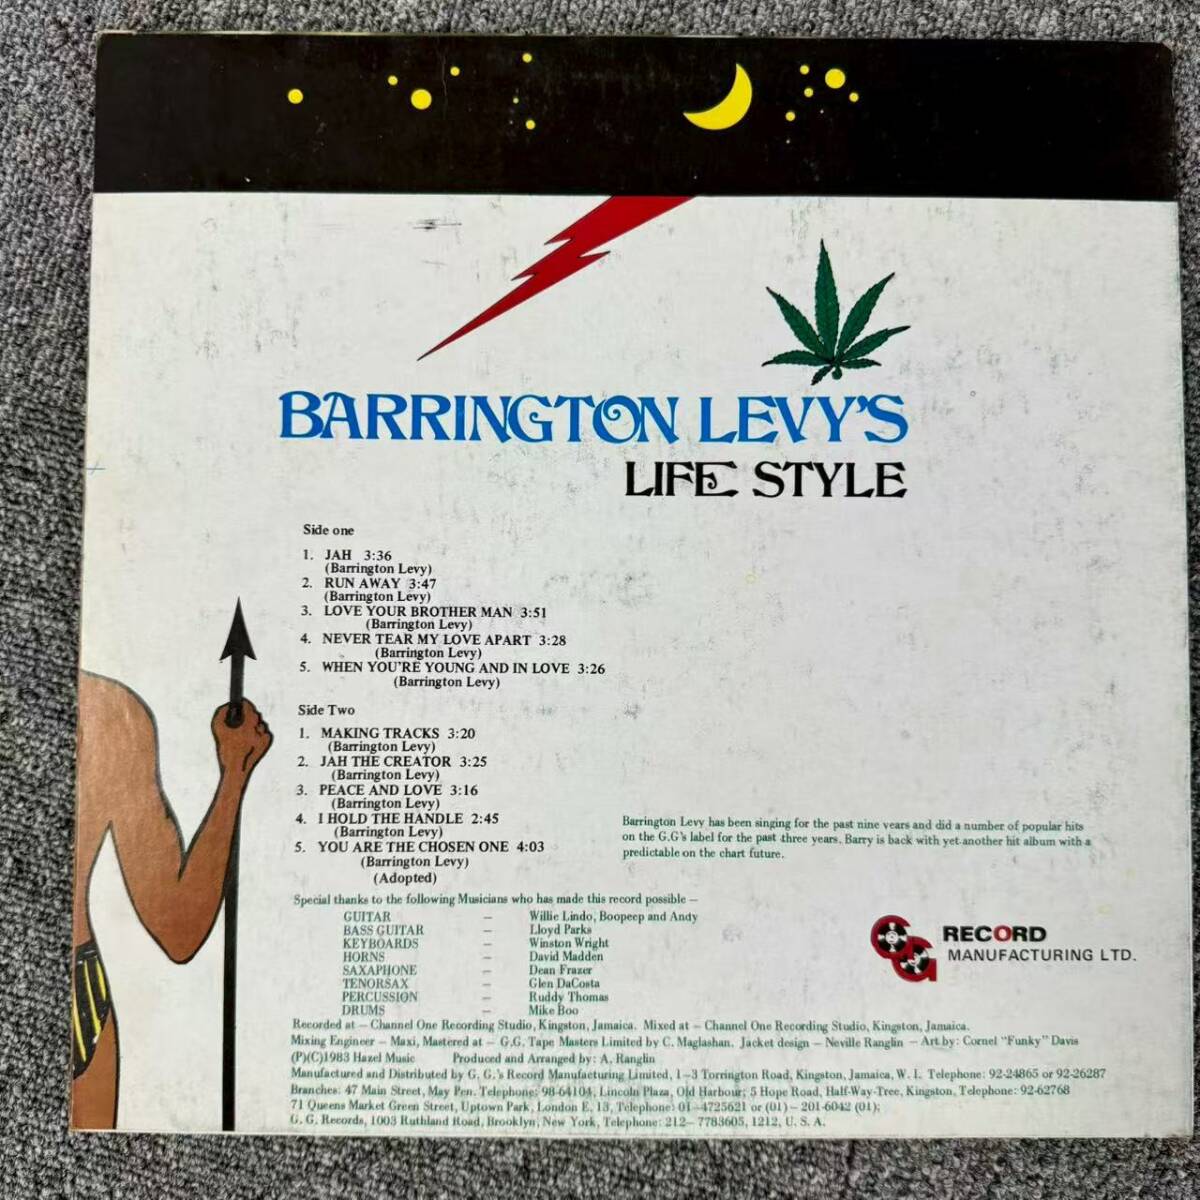 BARRINGTON LEVY'S
LIFE STYLE
Side one
1. JAH 3:36
(Barrington Levy)
2. RUN AWAY 3:47
(Barrington Levy)
3. LOVE YOUR BROTHER MAN 3:51
(Barrington Levy)
4. NEVER TEAR MY LOVE APART 3:28
(Barrington Levy)
5. WHEN YOU'RE YOUNG AND IN LOVE 3:26
(Barrington Levy)
Side Two
1. MAKING TRACKS 3:20
(Barrington Levy)
2. JAH THE CREATOR 3:25
(Barrington Levy)
3. PEACE AND LOVE 3:16
(Barrington Levy)
4. I HOLD THE HANDLE 2:45
(Barrington Levy)
5. YOU ARE THE CHOSEN ONE 4:03
(Barrington Levy)
(Adopted)
Barrington Levy has been singing for the past nine years and did a number of popular hits
on the G.G's label for the past three years. Barry is back with yet another hit album with a
predictable on the chart future.
Special thanks to the following Musicians who has made this record possible —
GUITAR — Willie Lindo, Boopeep and Andy
BASS GUITAR — Lloyd Parks
KEYBOARDS — Winston Wright
HORNS — David Madden
SAXAPHONE — Dean Frazer
TENORSAX — Glen DaCosta
PERCUSSION — Ruddy Thomas
DRUMS — Mike Boo
GG RECORD
MANUFACTURING LTD.
Recorded at — Channel One Recording Studio, Kingston, Jamaica. Mixed at — Channel One Recording Studio, Kingston, Jamaica.
Mixing Engineer — Maxi, Mastered at — G.G. Tape Masters Limited by C. Maglashan. Jacket design — Neville Ranglin — Art by: Cornel "Funky" Davis
(P)(C)1983 Hazel Music Produced and Arranged by: A. Ranglin
Manufactured and Distributed by G. G.'s Record Manufacturing Limited, 1—3 Torrington Road, Kingston, Jamaica, W. I. Telephone: 92-24865 or 92-26287
Branches: 47 Main Street, May Pen. Telephone: 98-64104, Lincoln Plaza, Old Harbour; 5 Hope Road, Half-Way-Tree, Kingston, Telephone: 92-62768
71 Queens Market Green Street, Uptown Park, London E. 13, Telephone: 01—4725621 or (01)— 201-6042 (01);
G. G. Records, 1003 Ruthland Road, Brooklyn, New York, Telephone: 212— 7783605, 1212, U. S. A.